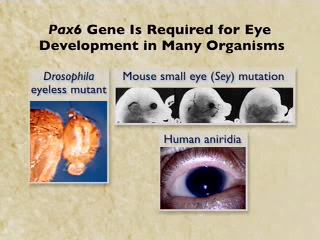 Pax6 Gene Is Required for Eye
Development in Many Organisms
Drosophila
eyeless mutant
Mouse small eye (Sey) mutation
Human aniridia